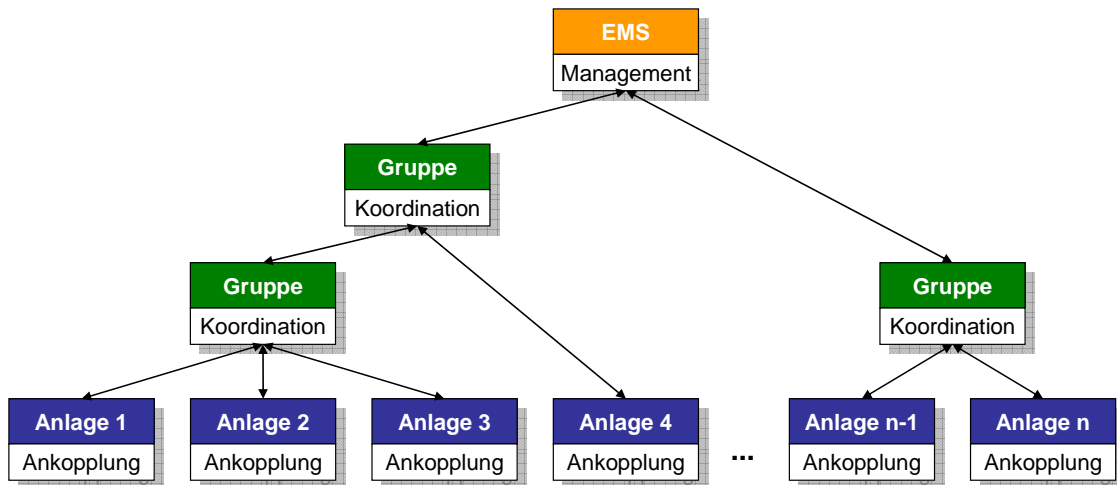 EMS
Management
Gruppe
Koordination
Gruppe
Koordination
Gruppe
Koordination
Anlage 1
Ankopplung
Anlage 2
Ankopplung
Anlage 3
Ankopplung
Anlage 4
Ankopplung
...
Anlage n-1
Ankopplung
Anlage n
Ankopplung